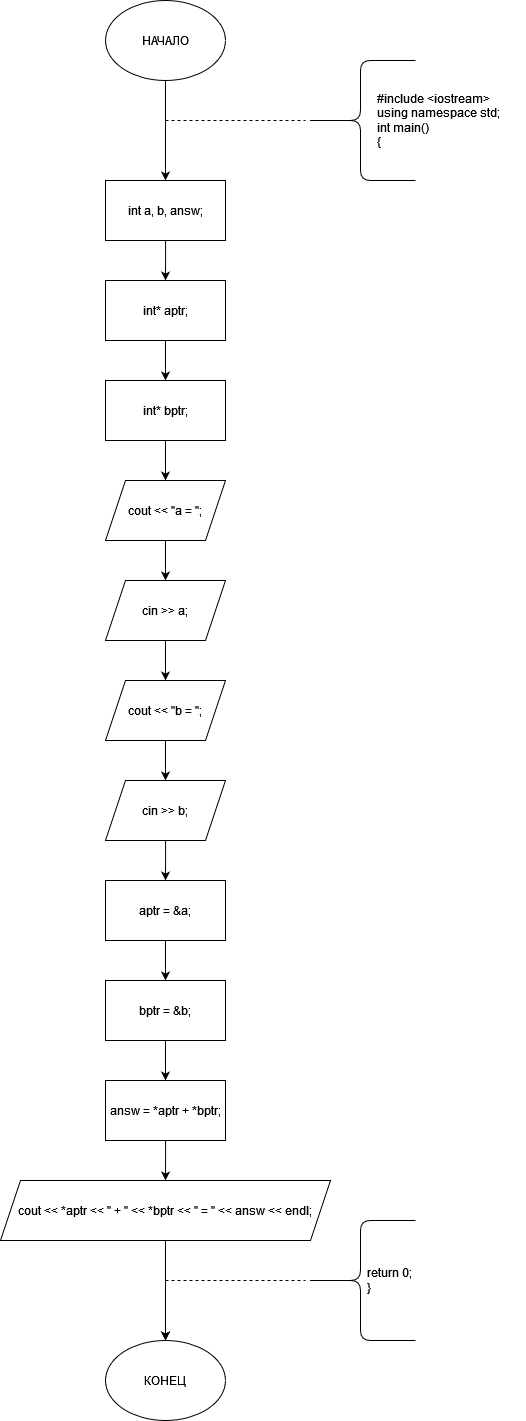 НАЧАЛО
#include <iostream>
using namespace std;
int main()
{
int a, b, answ;
int* aptr;
int* bptr;
cout << "a = ";
cin >> a;
cout << "b = ";
cin >> b;
aptr = &a;
bptr = &b;
answ = *aptr + *bptr;
cout << *aptr << " + " << *bptr << " = " << answ << endl;
return 0;
}
КОНЕЦ